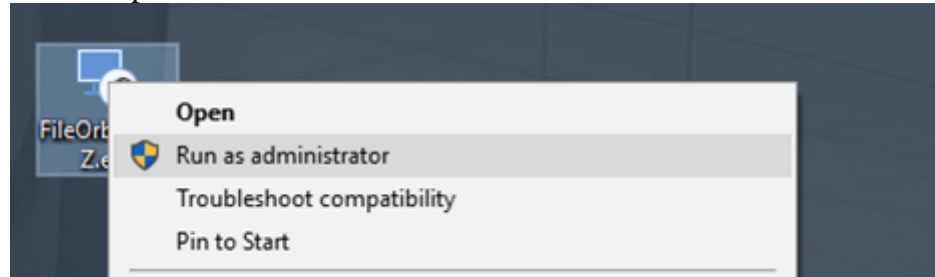 Open
FileOrb
Run as administrator
Z.e
Troubleshoot compatibility
Pin to Start